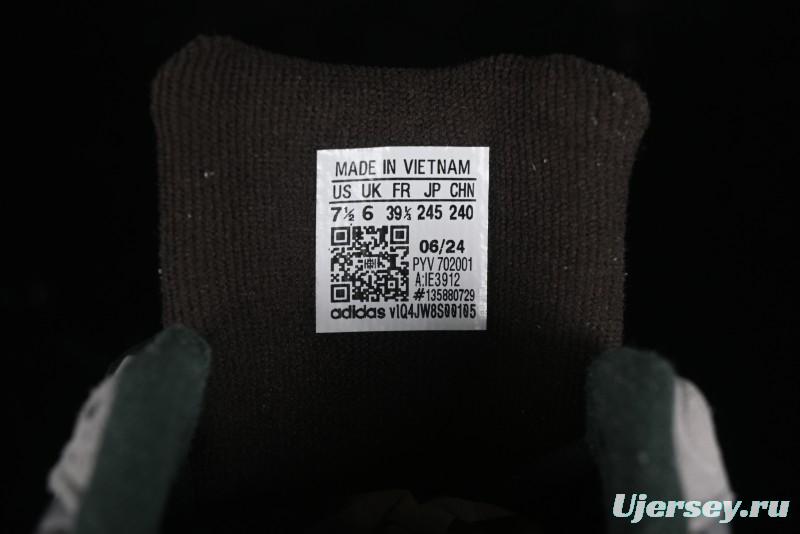 MADE IN VIETNAM
US UK FR JP CHN
7½ 6 39⅓ 245 240
06/24
PYV 702001
A:IE3912
#135880729
adidas v1Q4JW8S00105
Ujersey.ru